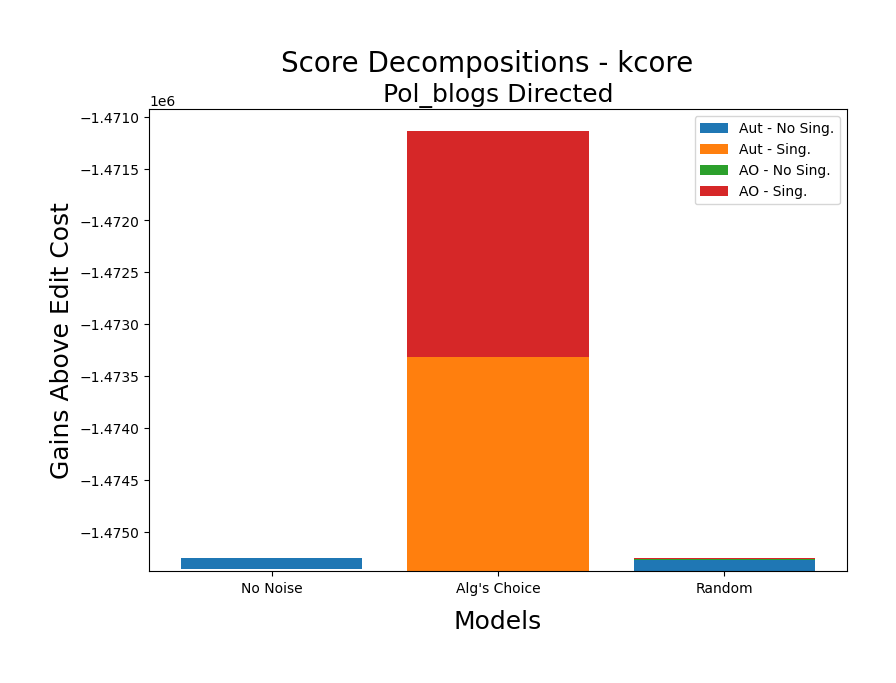 Score Decompositions - kcore
Pol_blogs Directed
1e6
−1.4710
−1.4715
−1.4720
−1.4725
−1.4730
−1.4735
−1.4740
−1.4745
−1.4750
Gains Above Edit Cost
Aut - No Sing.
Aut - Sing.
AO - No Sing.
AO - Sing.
No Noise
Alg's Choice
Random
Models